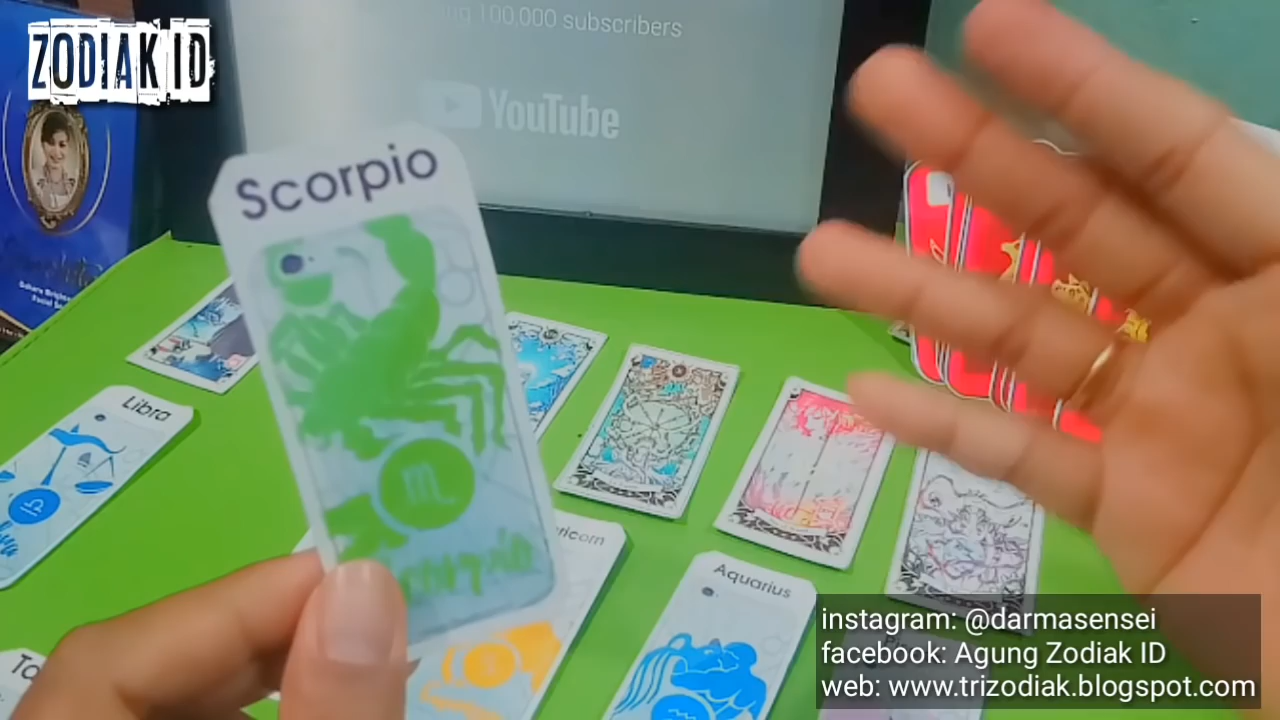 ZODIAK ID
100,000 subscribers
YouTube
Scorpio
Libra
Aquarius
instagram: @darmasensei
facebook: Agung Zodiak ID
web: www.trizodiak.blogspot.com